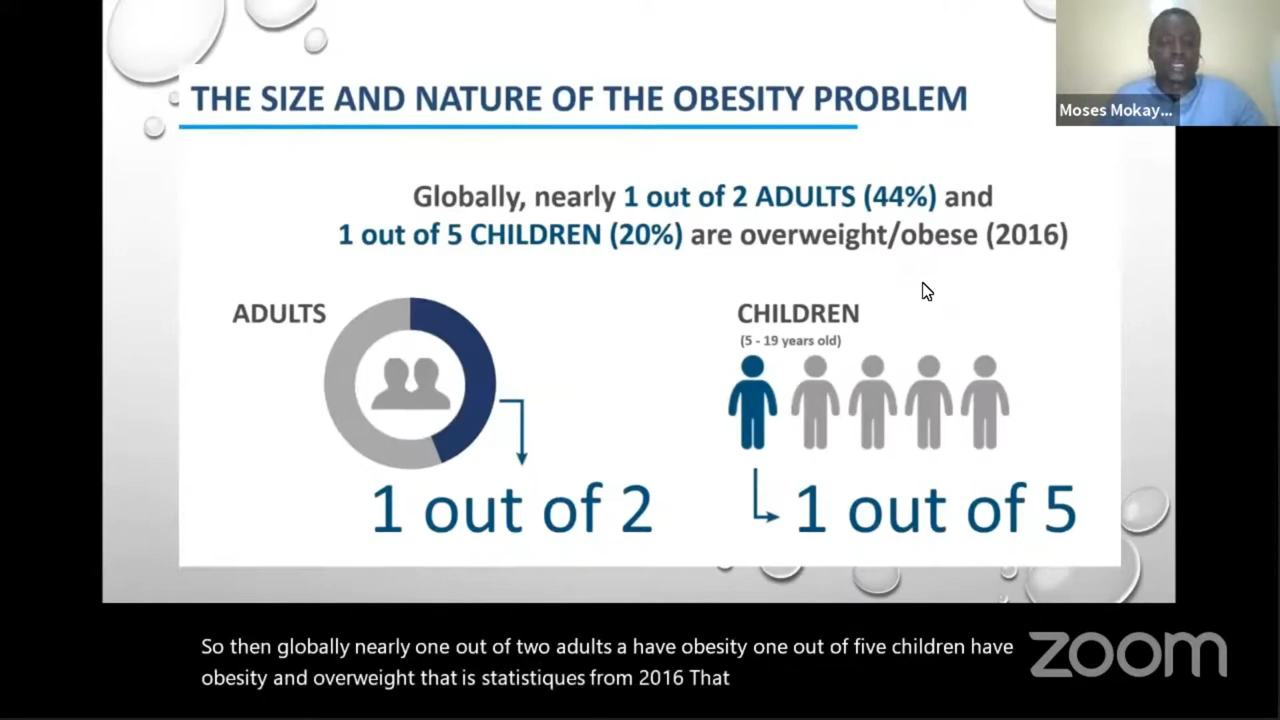 THE SIZE AND NATURE OF THE OBESITY PROBLEM
Moses Mokay...
Globally, nearly 1 out of 2 ADULTS (44%) and
1 out of 5 CHILDREN (20%) are overweight/obese (2016)
ADULTS
CHILDREN
(5 - 19 years old)
1 out of 2
1 out of 5
So then globally nearly one out of two adults a have obesity one out of five children have
obesity and overweight that is statistiques from 2016 That
zoom